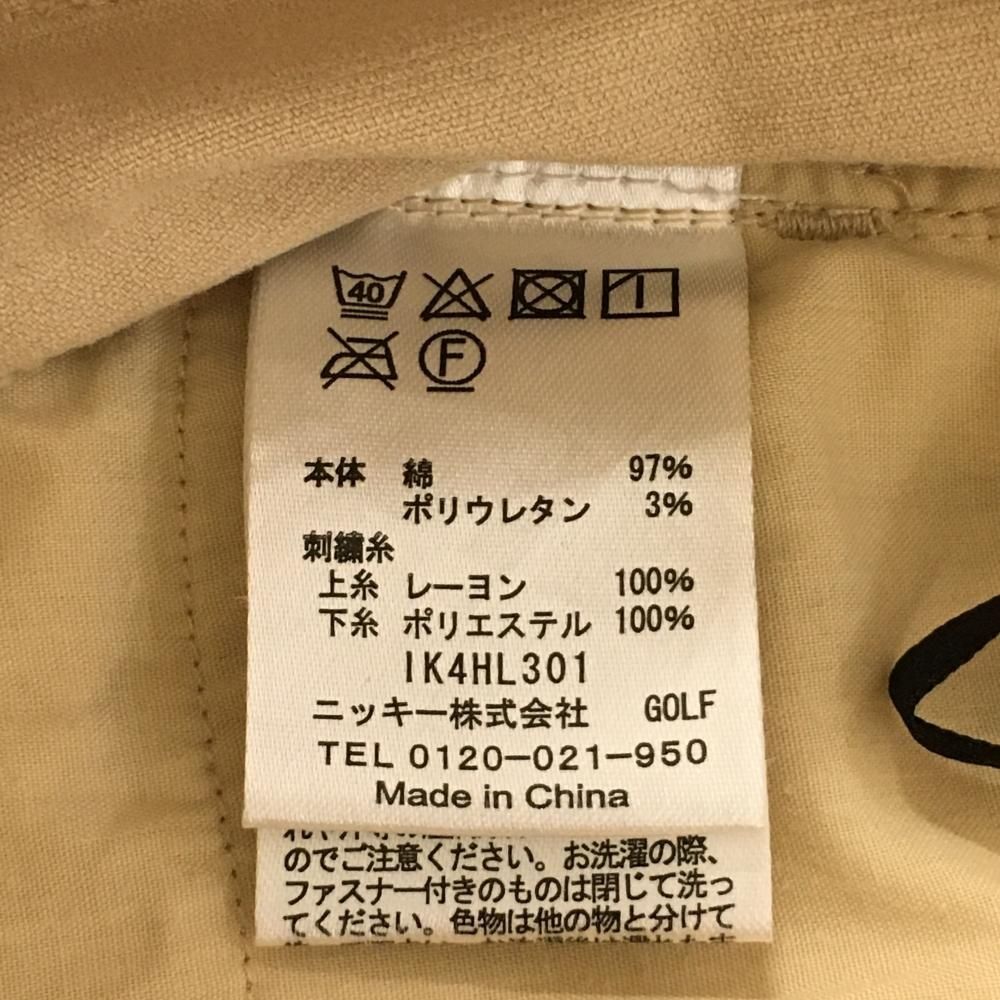 40
F
本体 綿 97%
ポリウレタン 3%
刺繍糸
上糸 レーヨン 100%
下糸 ポリエステル 100%
IK4HL301
ニッキー株式会社 GOLF
TEL 0120-021-950
Made in China
のでご注意ください。お洗濯の際、
ファスナー付きのものは閉じて洗っ
てください。色物は他の物と分けて